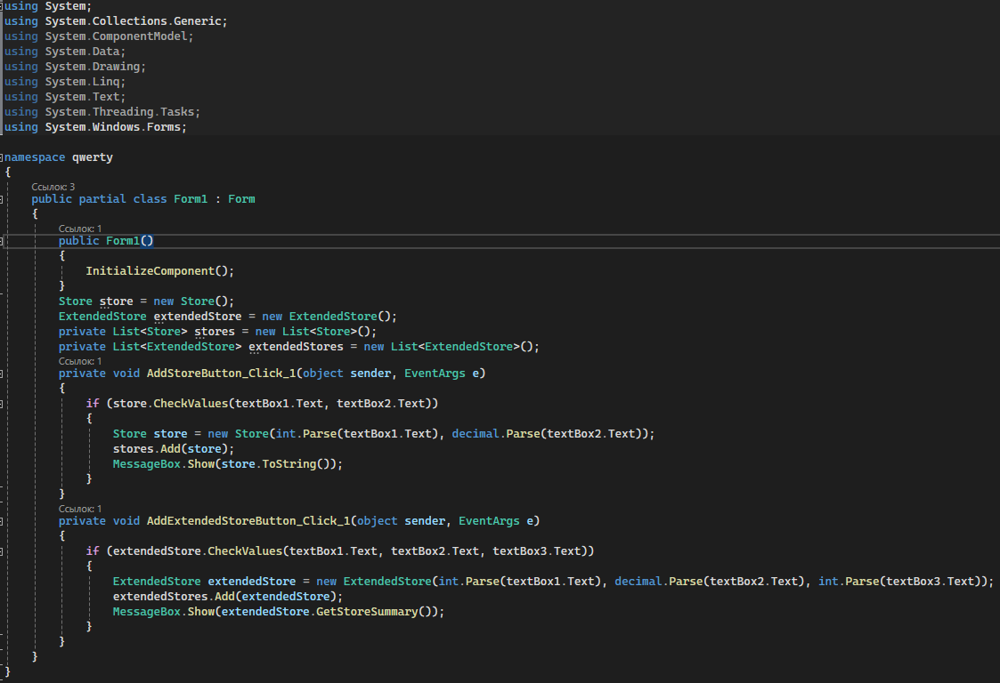 using System;
using System.Collections.Generic;
using System.ComponentModel;
using System.Data;
using System.Drawing;
using System.Linq;
using System.Text;
using System.Threading.Tasks;
using System.Windows.Forms;
namespace qwerty
{
Ссылок: 3
public partial class Form1 : Form
{
Ссылок: 1
public Form1()
{
InitializeComponent();
}
Store store = new Store();
ExtendedStore extendedStore = new ExtendedStore();
private List<Store> stores = new List<Store>();
private List<ExtendedStore> extendedStores = new List<ExtendedStore>();
Ссылок: 1
private void AddStoreButton_Click_1(object sender, EventArgs e)
{
if (store.CheckValues(textBox1.Text, textBox2.Text))
{
Store store = new Store(int.Parse(textBox1.Text), decimal.Parse(textBox2.Text));
stores.Add(store);
MessageBox.Show(store.ToString());
}
}
Ссылок: 1
private void AddExtendedStoreButton_Click_1(object sender, EventArgs e)
{
if (extendedStore.CheckValues(textBox1.Text, textBox2.Text, textBox3.Text))
{
ExtendedStore extendedStore = new ExtendedStore(int.Parse(textBox1.Text), decimal.Parse(textBox2.Text), int.Parse(textBox3.Text));
extendedStores.Add(extendedStore);
MessageBox.Show(extendedStore.GetStoreSummary());
}
}
}
}